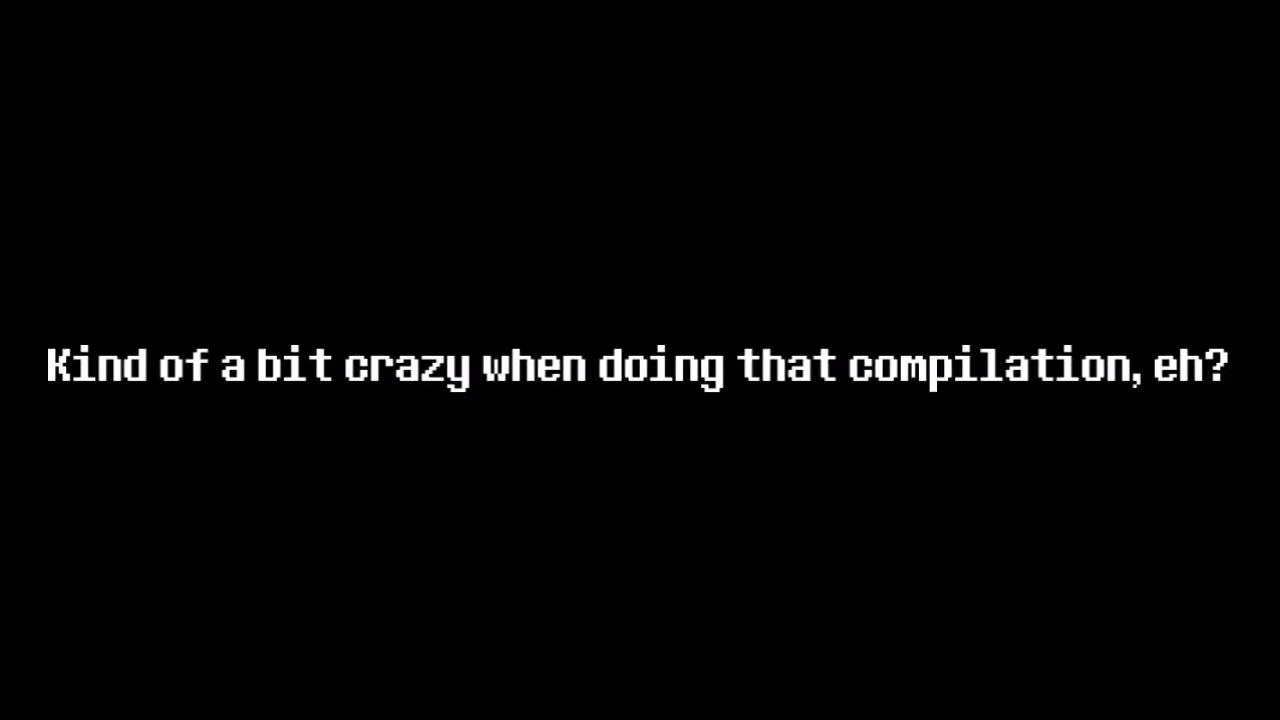 Kind of a bit crazy when doing that compilation, eh?